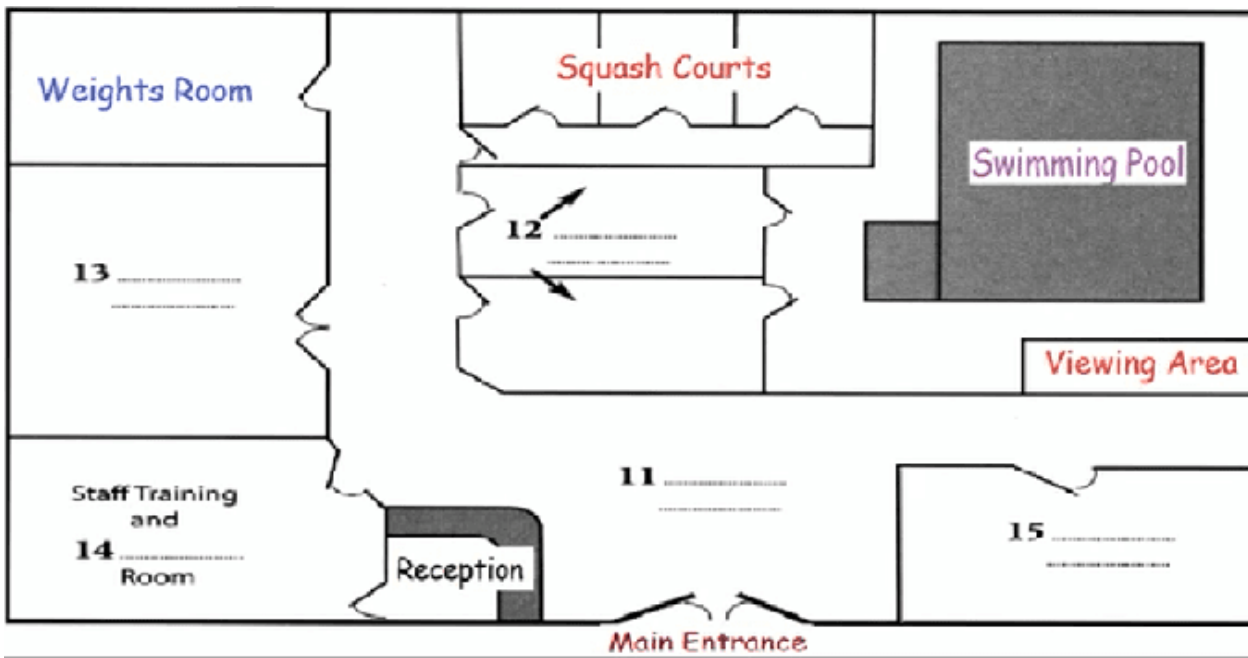 Weights Room
Squash Courts
Swimming Pool
12
13
Viewing Area
11
Staff Training
and
14
Room
15
Reception
Main Entrance